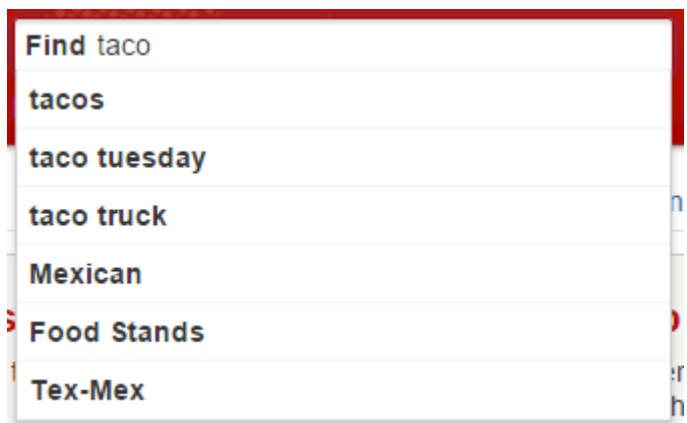 Find taco
tacos
taco tuesday
taco truck
Mexican
Food Stands
Tex-Mex